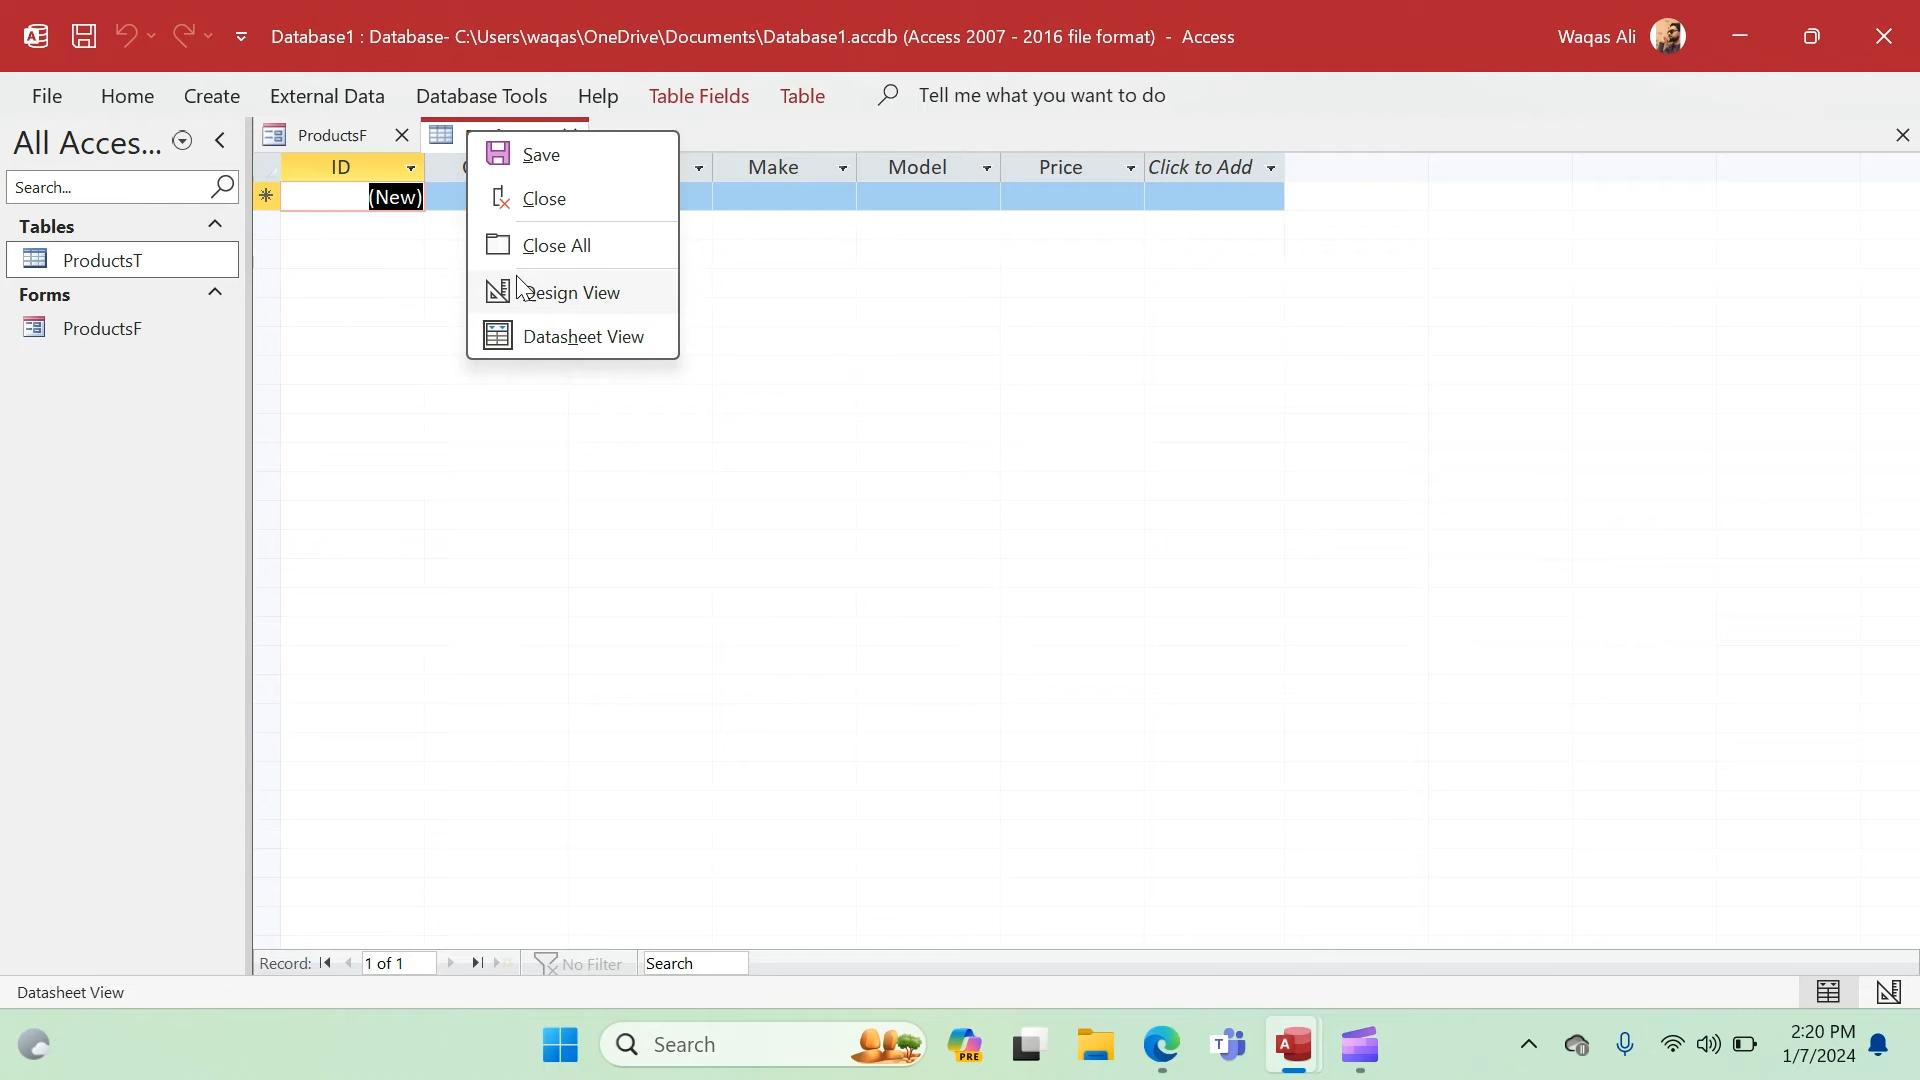 Database1 : Database- C:\Users\waqas\OneDrive\Documents\Database1.accdb (Access 2007 - 2016 file format) - Access
Waqas Ali
File Home Create External Data Database Tools Help Table Fields Table Tell me what you want to do
All Acces...
Search...
Tables
ProductsT
Forms
ProductsF
ProductsF
ID Make Model Price Click to Add
(New)
Save
Close
Close All
Design View
Datasheet View
Record: 1 of 1 No Filter Search
Datasheet View
Search
PRE
2:20 PM
1/7/2024